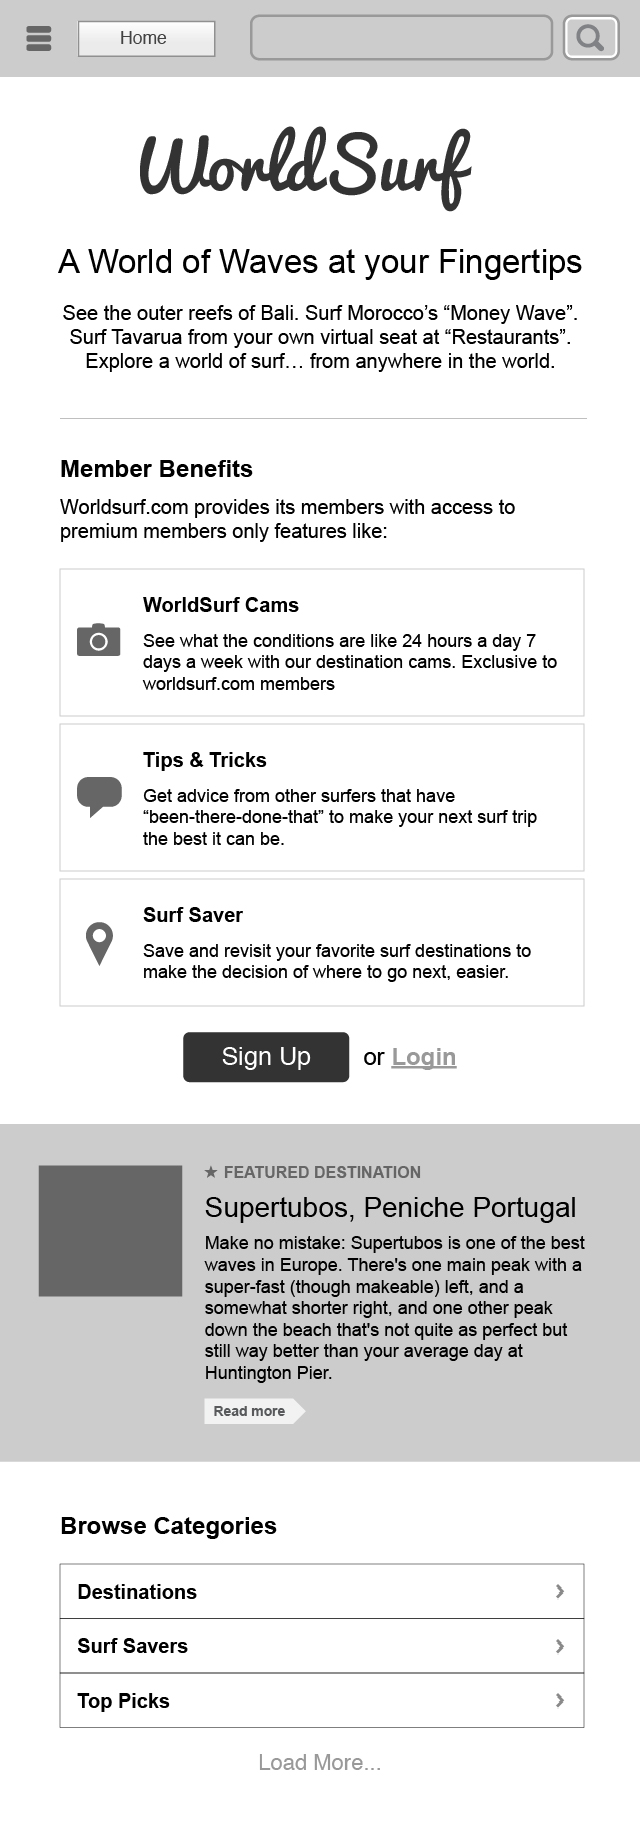 Home
WorldSurf
A World of Waves at your Fingertips
See the outer reefs of Bali. Surf Morocco’s “Money Wave”.
Surf Tavarua from your own virtual seat at “Restaurants”.
Explore a world of surf… from anywhere in the world.
Member Benefits
Worldsurf.com provides its members with access to
premium members only features like:
WorldSurf Cams
See what the conditions are like 24 hours a day 7
days a week with our destination cams. Exclusive to
worldsurf.com members
Tips & Tricks
Get advice from other surfers that have
“been-there-done-that” to make your next surf trip
the best it can be.
Surf Saver
Save and revisit your favorite surf destinations to
make the decision of where to go next, easier.
Sign Up or Login
★ FEATURED DESTINATION
Supertubos, Peniche Portugal
Make no mistake: Supertubos is one of the best
waves in Europe. There's one main peak with a
super-fast (though makeable) left, and a
somewhat shorter right, and one other peak
down the beach that's not quite as perfect but
still way better than your average day at
Huntington Pier.
Read more
Browse Categories
Destinations
Surf Savers
Top Picks
Load More...